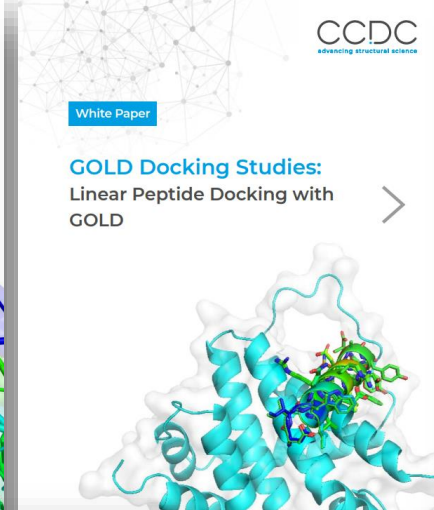 CCDC
advancing structural science
White Paper
GOLD Docking Studies:
Linear Peptide Docking with
GOLD